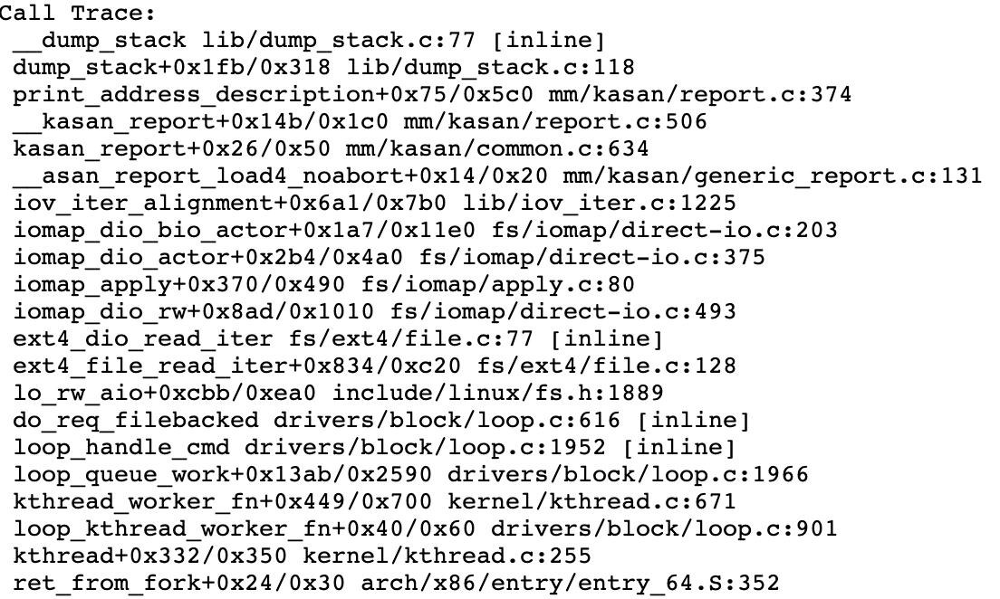 Call Trace:
__dump_stack lib/dump_stack.c:77 [inline]
dump_stack+0x1fb/0x318 lib/dump_stack.c:118
print_address_description+0x75/0x5c0 mm/kasan/report.c:374
__kasan_report+0x14b/0x1c0 mm/kasan/report.c:506
kasan_report+0x26/0x50 mm/kasan/common.c:634
__asan_report_load4_noabort+0x14/0x20 mm/kasan/generic_report.c:131
iov_iter_alignment+0x6a1/0x7b0 lib/iov_iter.c:1225
iomap_dio_bio_actor+0x1a7/0x11e0 fs/iomap/direct-io.c:203
iomap_dio_actor+0x2b4/0x4a0 fs/iomap/direct-io.c:375
iomap_apply+0x370/0x490 fs/iomap/apply.c:80
iomap_dio_rw+0x8ad/0x1010 fs/iomap/direct-io.c:493
ext4_dio_read_iter fs/ext4/file.c:77 [inline]
ext4_file_read_iter+0x834/0xc20 fs/ext4/file.c:128
lo_rw_aio+0xcbb/0xea0 include/linux/fs.h:1889
do_req_filebacked drivers/block/loop.c:616 [inline]
loop_handle_cmd drivers/block/loop.c:1952 [inline]
loop_queue_work+0x13ab/0x2590 drivers/block/loop.c:1966
kthread_worker_fn+0x449/0x700 kernel/kthread.c:671
loop_kthread_worker_fn+0x40/0x60 drivers/block/loop.c:901
kthread+0x332/0x350 kernel/kthread.c:255
ret_from_fork+0x24/0x30 arch/x86/entry/entry_64.S:352